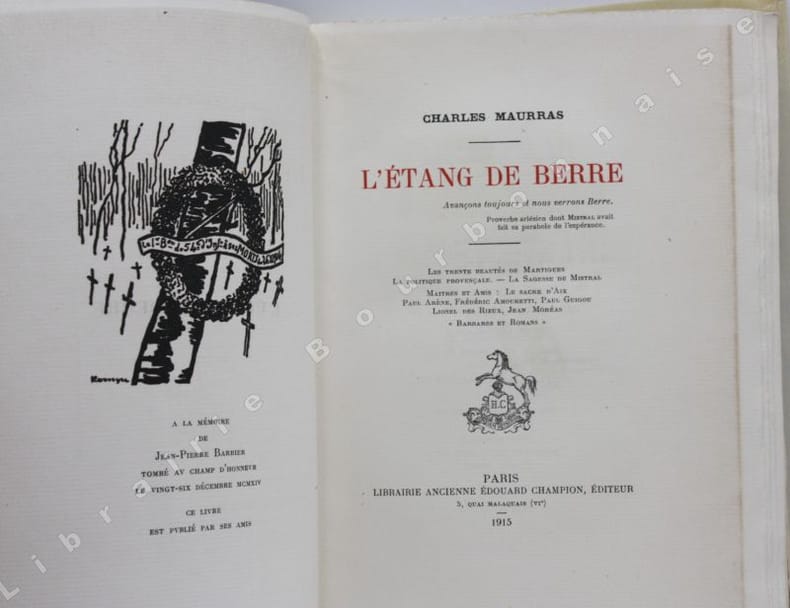 A LA MÉMOIRE
DE
JEAN-PIERRE BARBIER
TOMBÉ AV CHAMP D'HONNEVR
LE VINGT-SIX DÉCEMBRE MCMXIV
CE LIVRE
EST PVBLIÉ PAR SES AMIS
CHARLES MAURRAS
L'ÉTANG DE BERRE
Avançons toujours et nous verrons Berre.
Proverbe arlésien dont MISTRAL avait
fait sa parabole de l'espérance.
LES TRENTE BEAUTÉS DE MARTIGUES
LA POLITIQUE PROVENÇALE. — LA SAGESSE DE MISTRAL
MAITRES ET AMIS : LE SACRE D'AIX
PAUL ARÈNE, FRÉDÉRIC AMOURETTI, PAUL GUIGOU
LIONEL DES RIEUX, JEAN MORÉAS
« BARBARES ET ROMANS »
H.C
PARIS
LIBRAIRIE ANCIENNE ÉDOUARD CHAMPION, ÉDITEUR
5, QUAI MALAQUAIS (VIe)
1915
Librairie Bourbonnaise